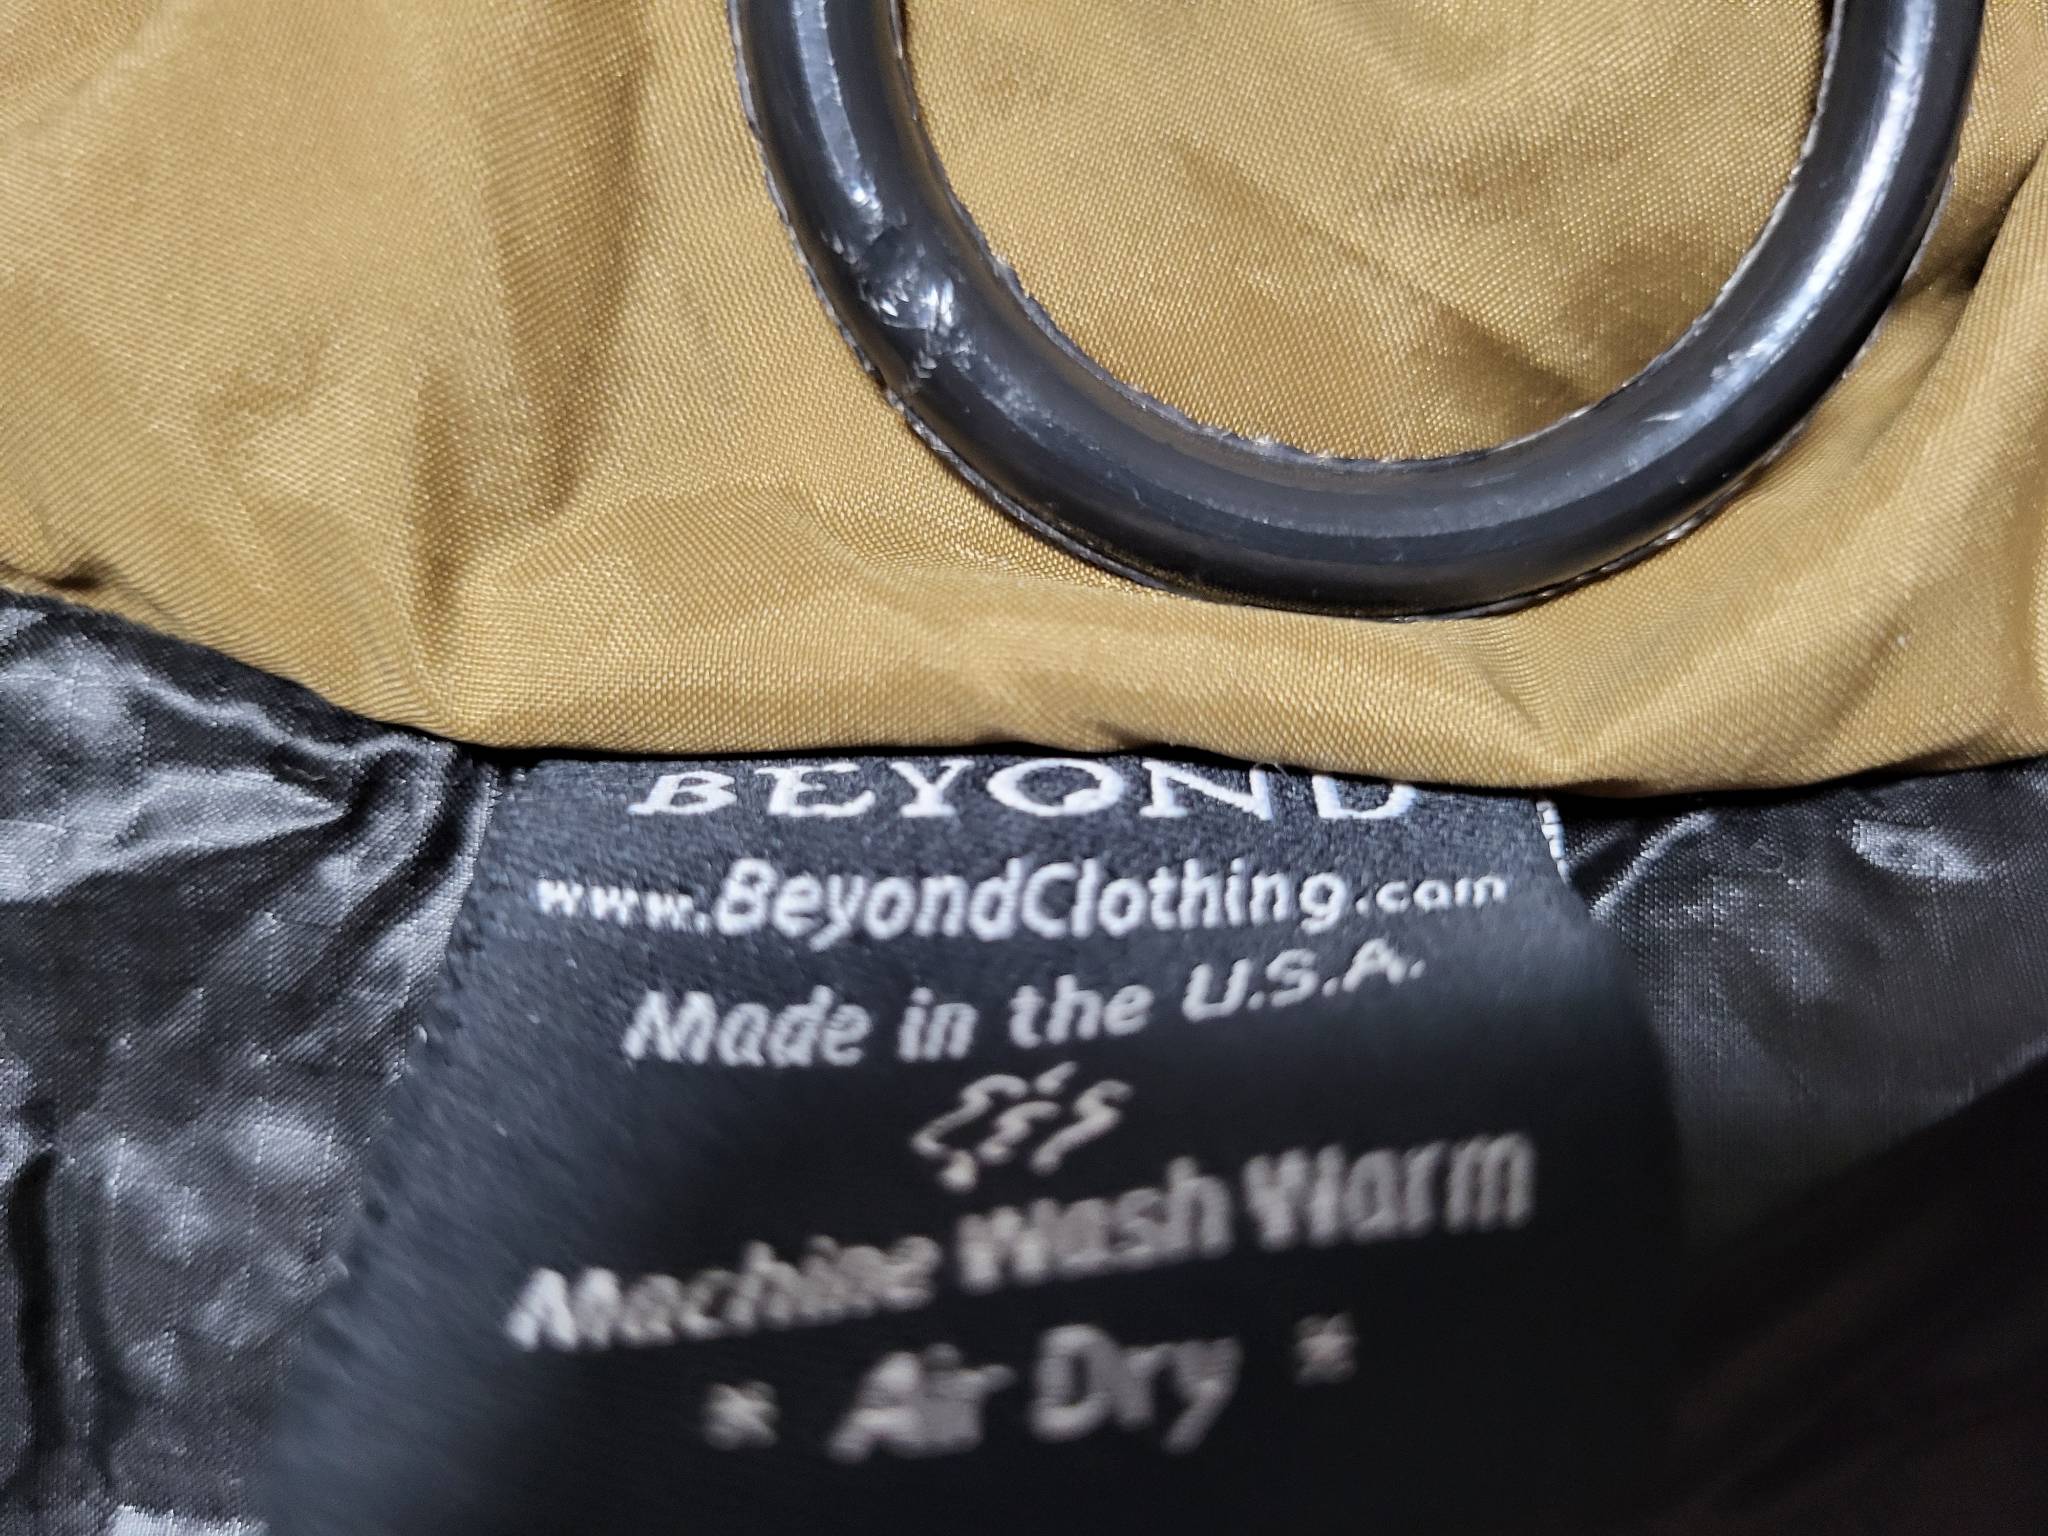 BEYOND
www.BeyondClothing.com
Made in the U.S.A.
Machine Wash Warm
* Air Dry *